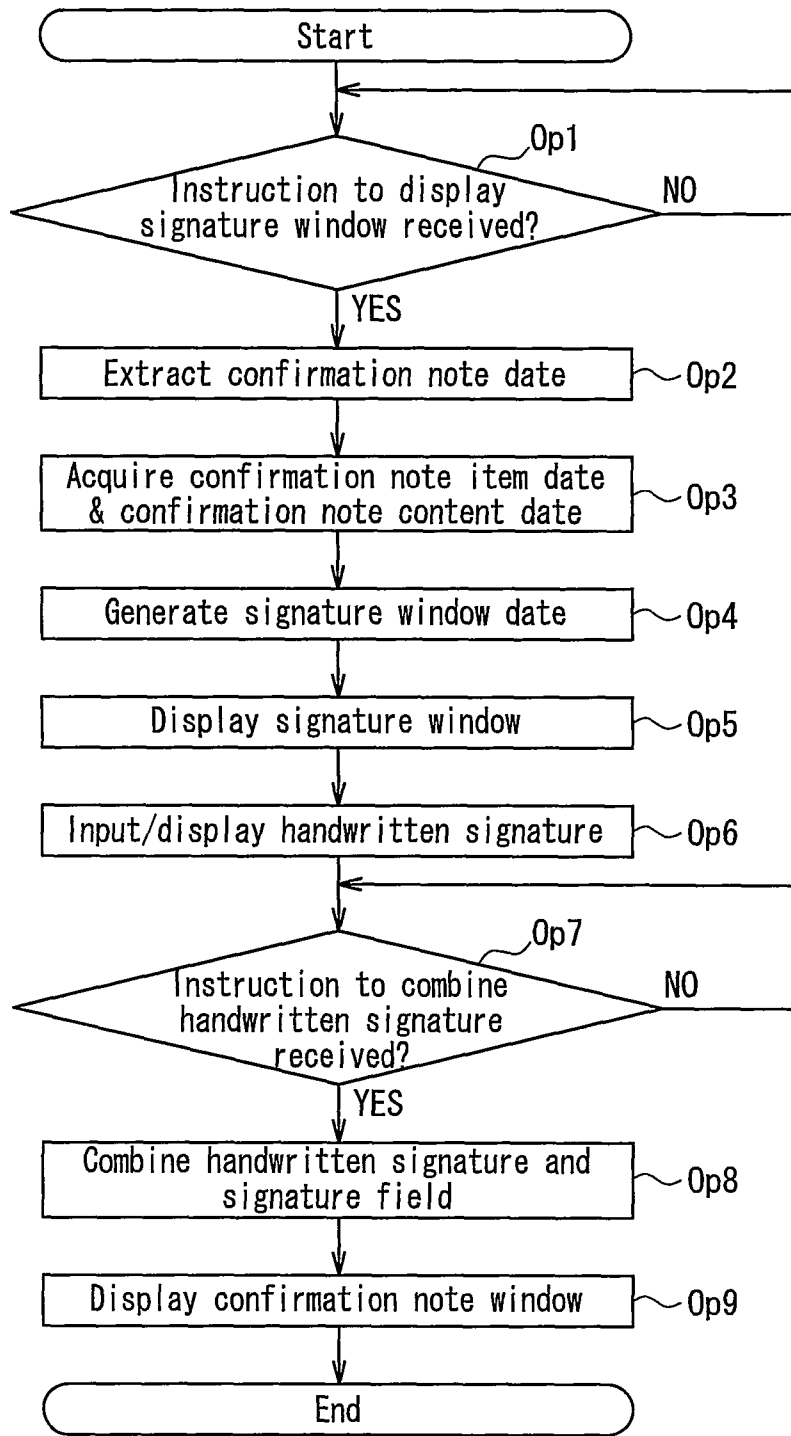 Start
Op1
Instruction to display
signature window received?
NO
YES
Extract confirmation note date
Op2
Acquire confirmation note item date
& confirmation note content date
Op3
Generate signature window date
Op4
Display signature window
Op5
Input/display handwritten signature
Op6
Op7
Instruction to combine
handwritten signature
received?
NO
YES
Combine handwritten signature and
signature field
Op8
Display confirmation note window
Op9
End